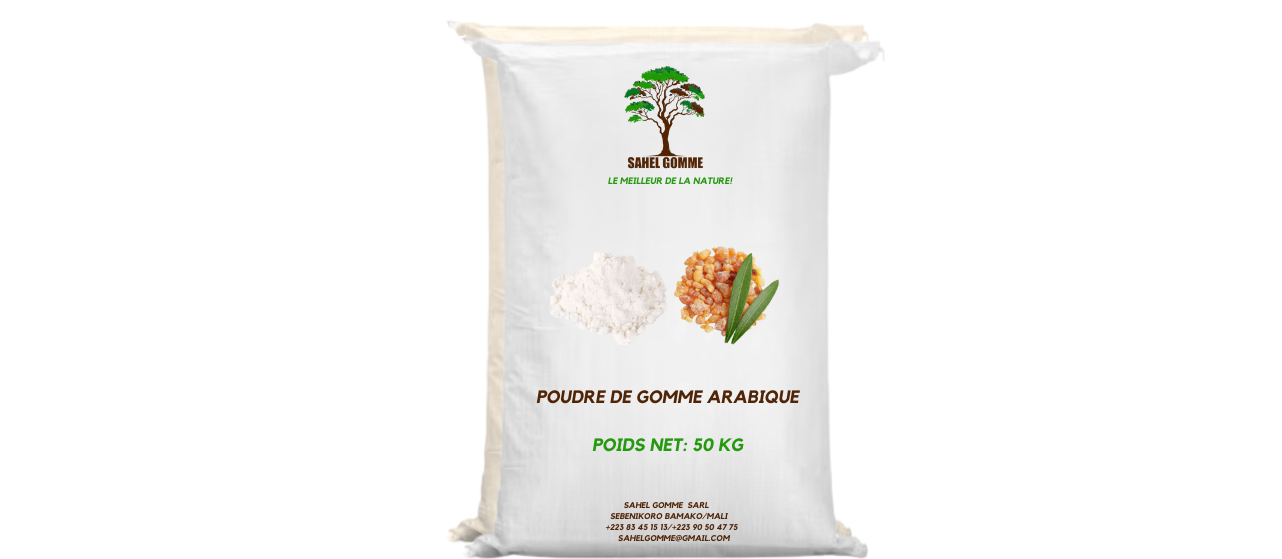 SAHEL GOMME
LE MEILLEUR DE LA NATURE!
POUDRE DE GOMME ARABIQUE
POIDS NET: 50 KG
SAHEL GOMME SARL
SEBENIKORO BAMAKO/MALI
+223 83 45 15 13/+223 90 50 47 75
SAHELGOMME@GMAIL.COM